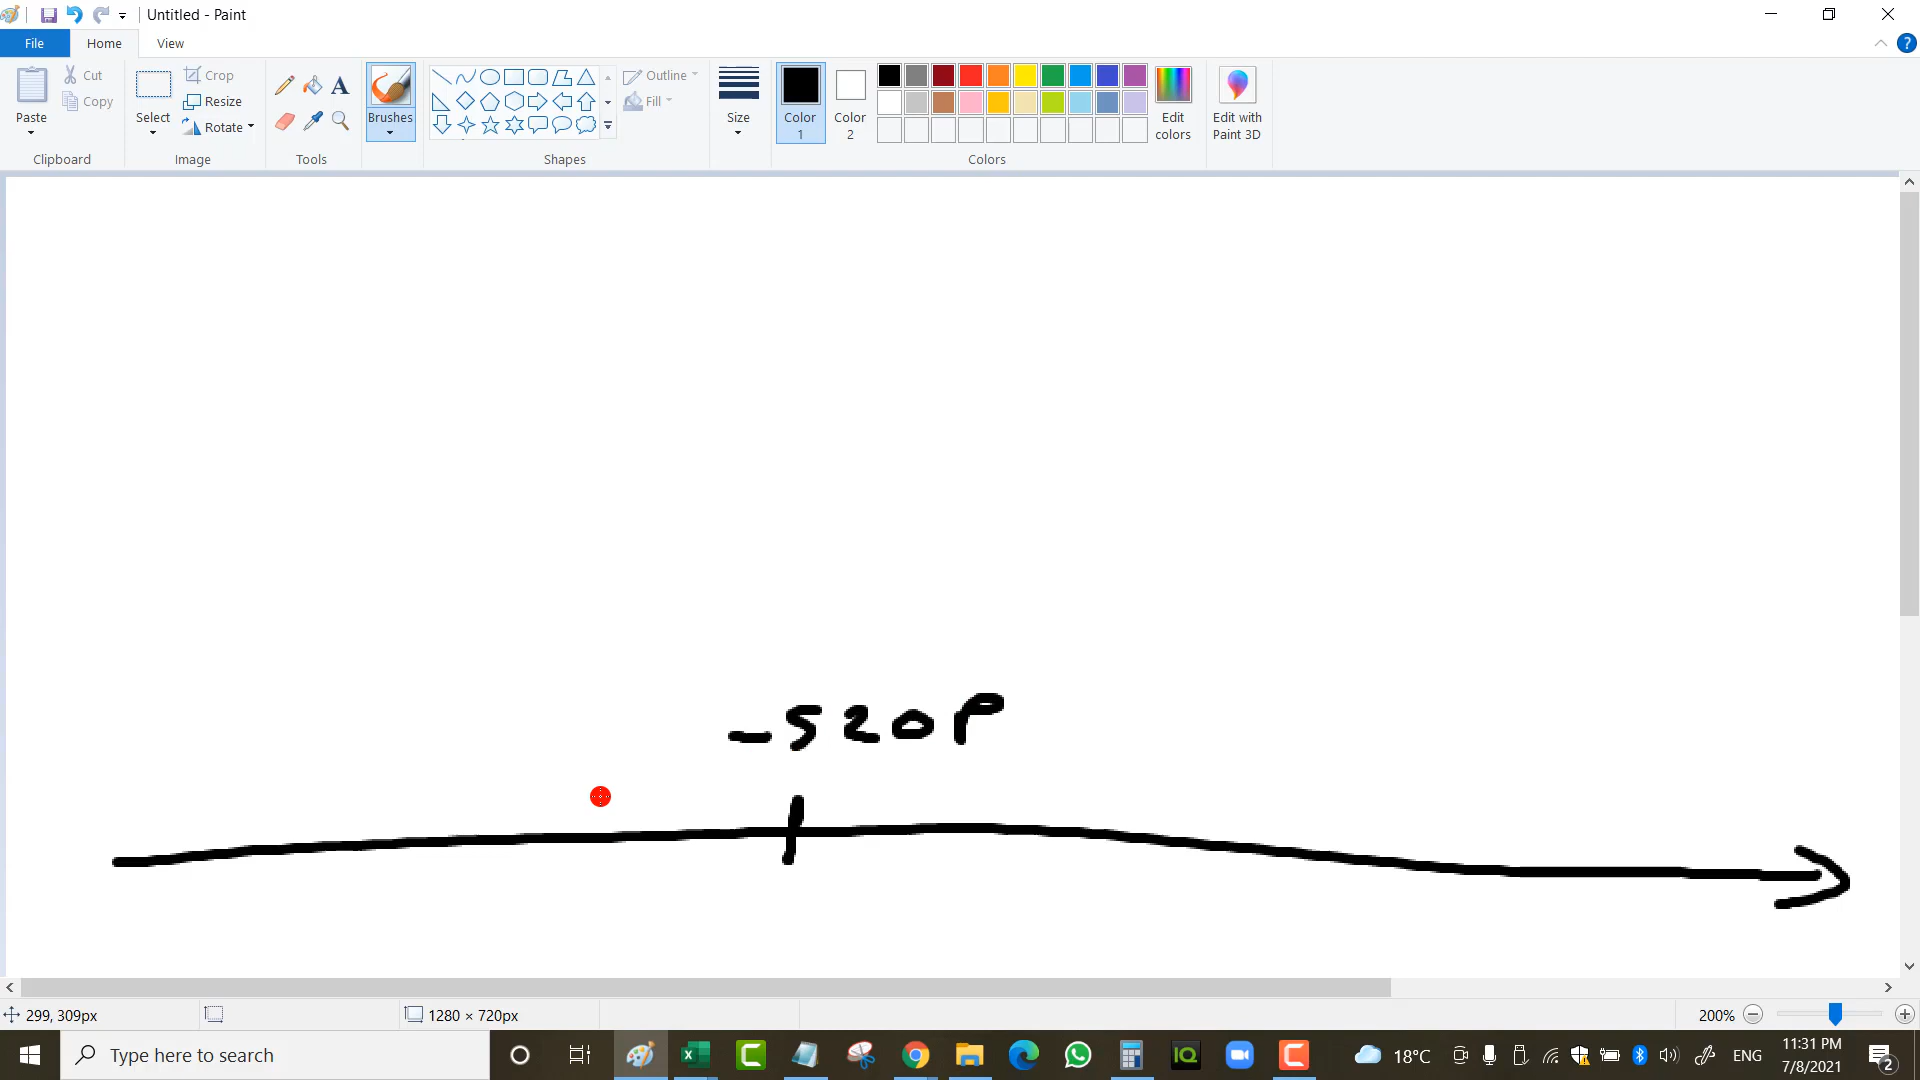 Untitled - Paint
File
Home
View
Paste
Cut
Copy
Clipboard
Select
Crop
Resize
Rotate
Image
A
Tools
Brushes
Outline
Fill
Shapes
Size
Color
1
Color
2
Edit
colors
Colors
Edit with
Paint 3D
-520P
299, 309px
1280 × 720px
200%
Type here to search
18°C
ENG
11:31 PM
7/8/2021
2